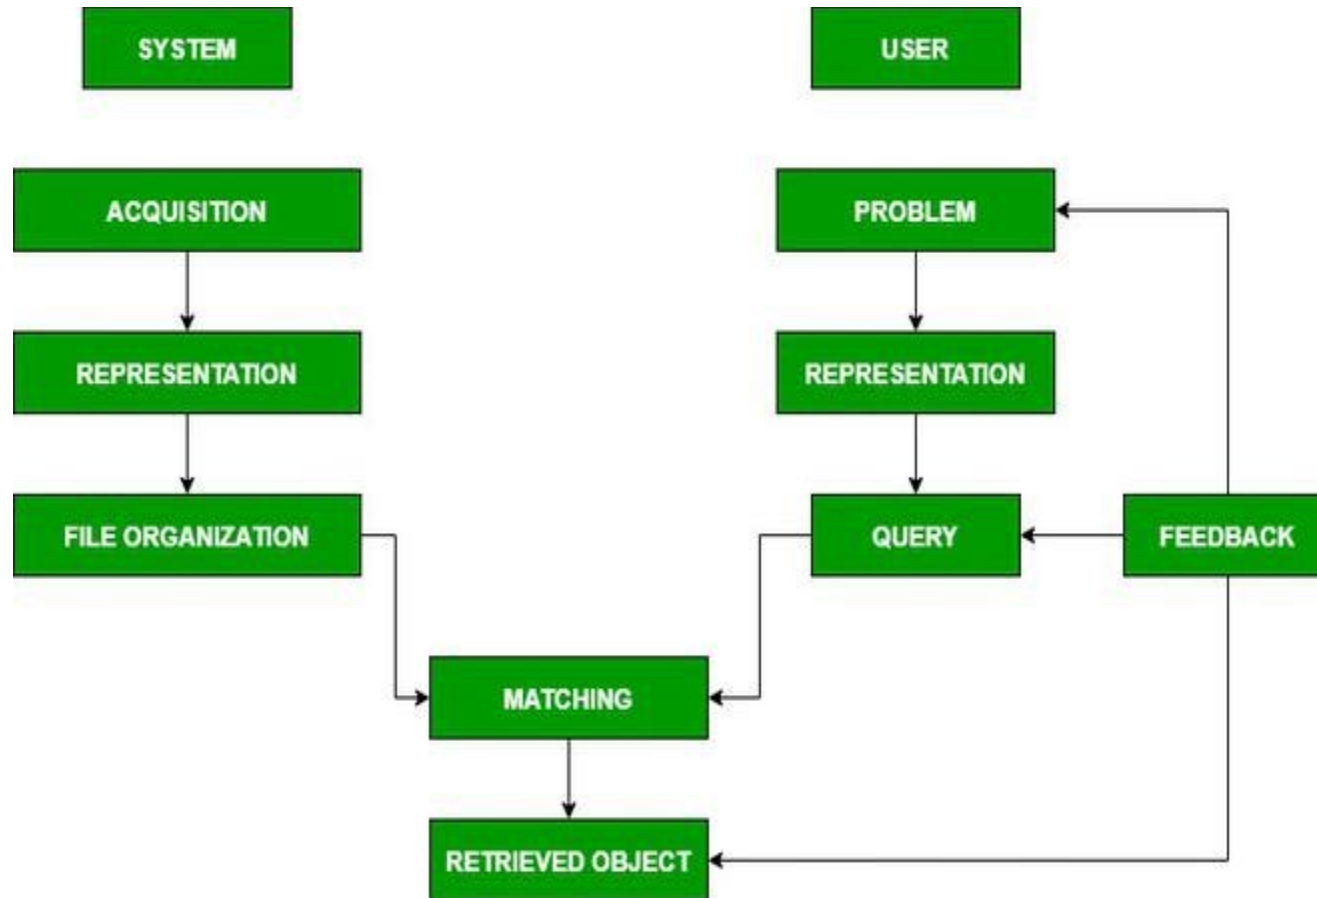 SYSTEM
USER
ACQUISITION
PROBLEM
REPRESENTATION
REPRESENTATION
FILE ORGANIZATION
QUERY
FEEDBACK
MATCHING
RETRIEVED OBJECT